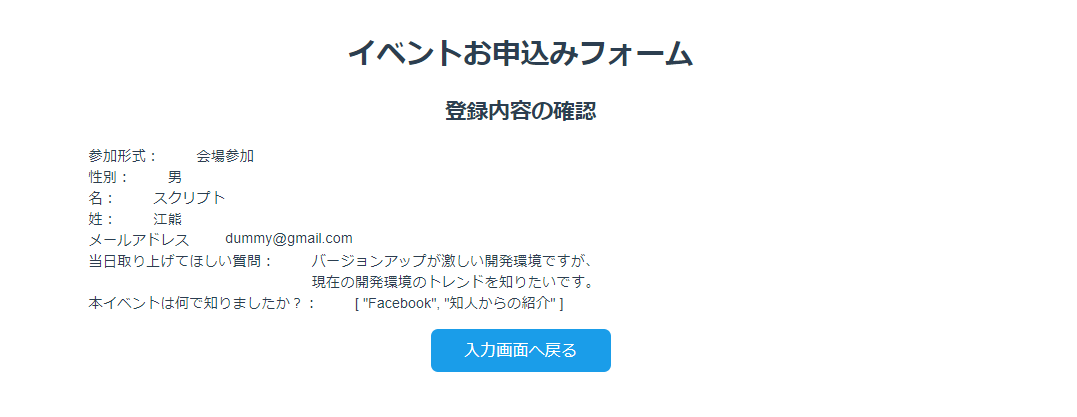 イベントお申込みフォーム
登録内容の確認
参加形式： 会場参加
性別： 男
名： スクリプト
姓： 江熊
メールアドレス dummy@gmail.com
当日取り上げてほしい質問： バージョンアップが激しい開発環境ですが、
現在の開発環境のトレンドを知りたいです。
本イベントは何で知りましたか？： [ "Facebook", "知人からの紹介" ]
入力画面へ戻る